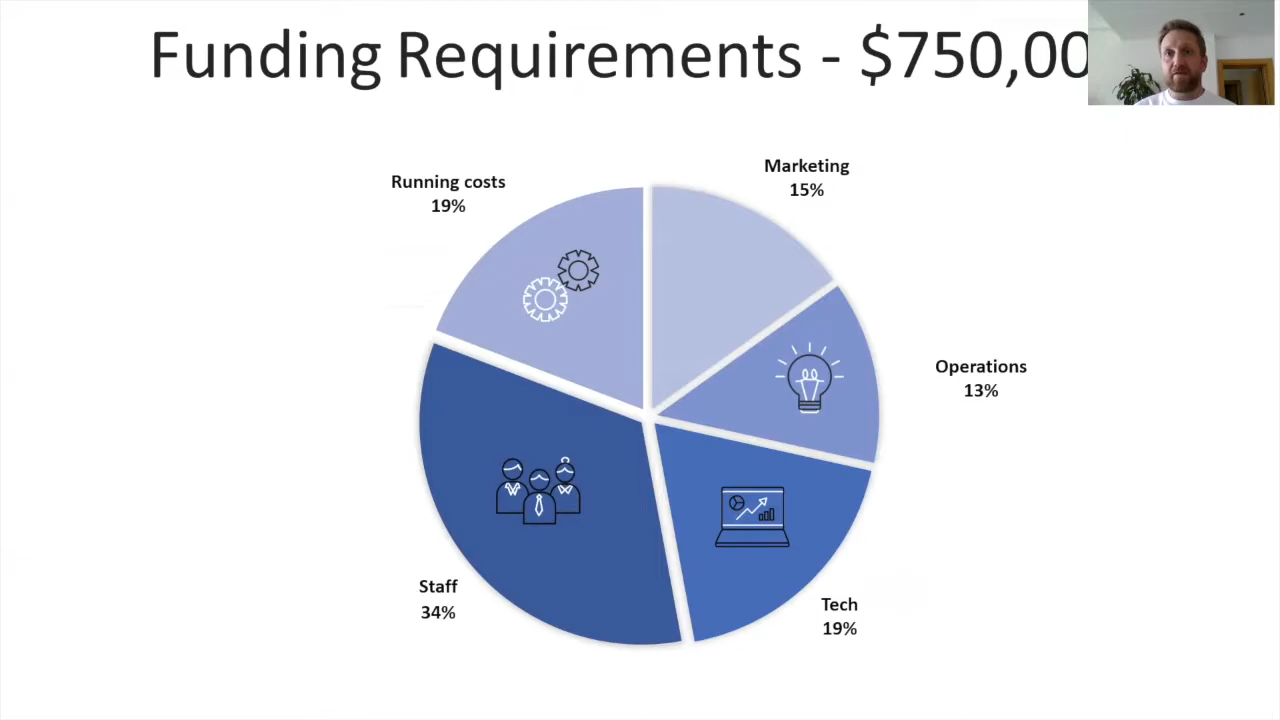 Funding Requirements - $750,00
Marketing
15%
Running costs
19%
Operations
13%
Staff
34%
Tech
19%